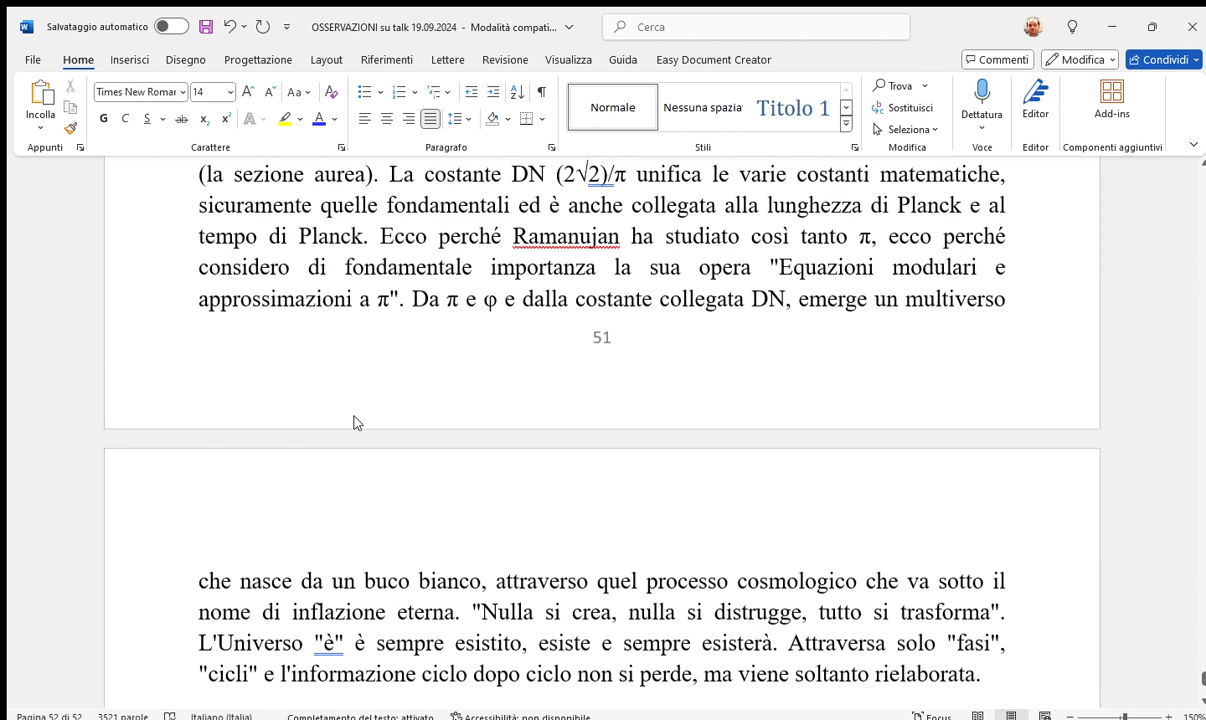 Salvataggio automatico
OSSERVAZIONI su talk 19.09.2024 - Modalità compati...
Cerca
File Home Inserisci Disegno Progettazione Layout Riferimenti Lettere Revisione Visualizza Guida Easy Document Creator
Commenti Modifica Condividi
Incolla
Appunti
Times New Romar 14
Carattere
Paragrafo
Normale
Nessuna spazia
Titolo 1
Stili
Trova
Sostituisci
Seleziona
Modifica
Dettatura
Voce
Editor
Editor
Add-ins
Componenti aggiuntivi
(la sezione aurea). La costante DN (2√2)/π unifica le varie costanti matematiche,
sicuramente quelle fondamentali ed è anche collegata alla lunghezza di Planck e al
tempo di Planck. Ecco perché Ramanujan ha studiato così tanto π, ecco perché
considero di fondamentale importanza la sua opera "Equazioni modulari e
approssimazioni a π". Da π e φ e dalla costante collegata DN, emerge un multiverso
51
che nasce da un buco bianco, attraverso quel processo cosmologico che va sotto il
nome di inflazione eterna. "Nulla si crea, nulla si distrugge, tutto si trasforma".
L'Universo "è" è sempre esistito, esiste e sempre esisterà. Attraversa solo "fasi",
"cicli" e l'informazione ciclo dopo ciclo non si perde, ma viene soltanto rielaborata.
Pagina 52 di 52 3521 parole Italiano (Italia) Completamento del testo: attivato Accessibilità: non disponibile Focus 150%